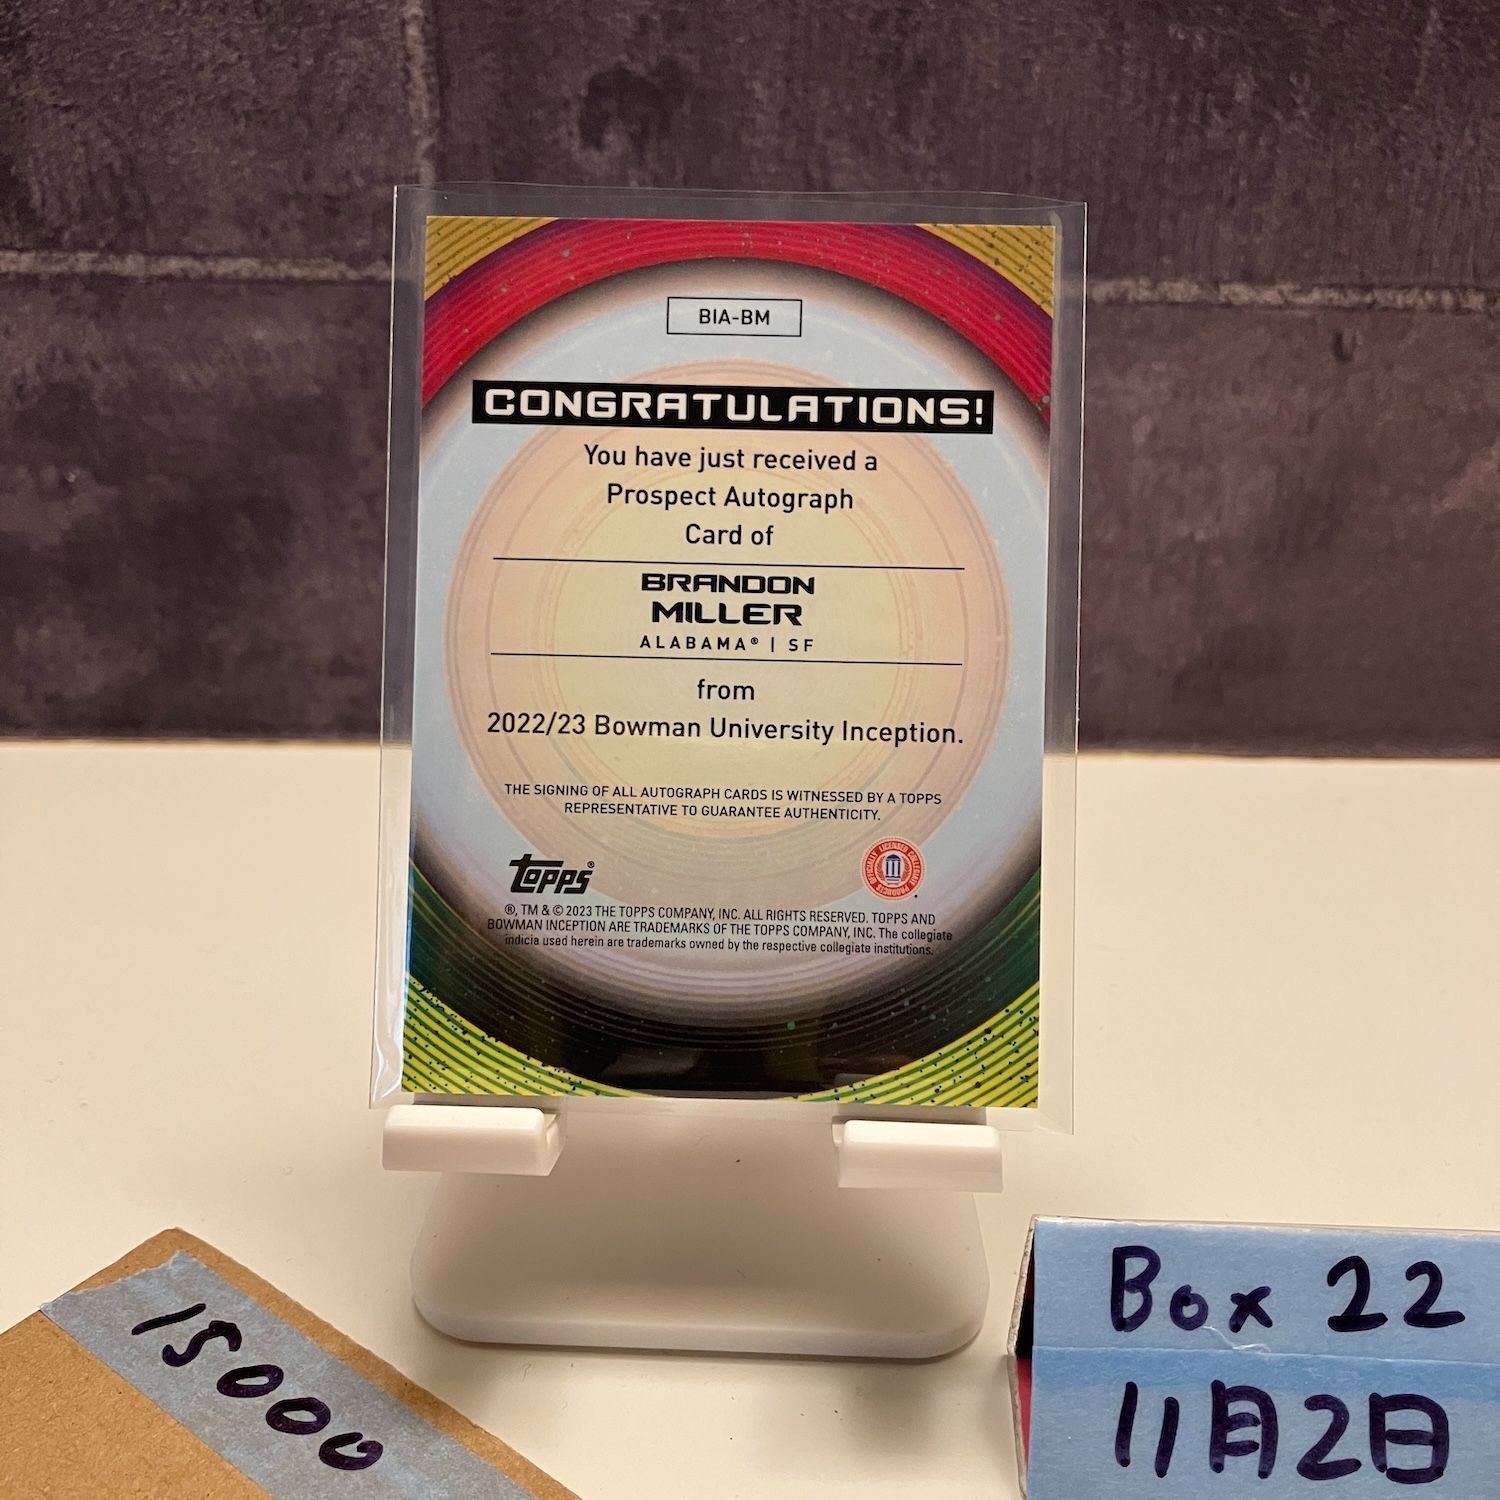 BIA-BM
CONGRATULATIONS!
You have just received a
Prospect Autograph
Card of
BRANDON
MILLER
ALABAMA® | SF
from
2022/23 Bowman University Inception.
THE SIGNING OF ALL AUTOGRAPH CARDS IS WITNESSED BY A TOPPS
REPRESENTATIVE TO GUARANTEE AUTHENTICITY.
topps®
OFFICIALLY LICENSED COLLEGIATE PRODUCTS
®, TM & © 2023 THE TOPPS COMPANY, INC. ALL RIGHTS RESERVED. TOPPS AND
BOWMAN INCEPTION ARE TRADEMARKS OF THE TOPPS COMPANY, INC. The collegiate
indicia used herein are trademarks owned by the respective collegiate institutions.
15000
Box 22
11月2日